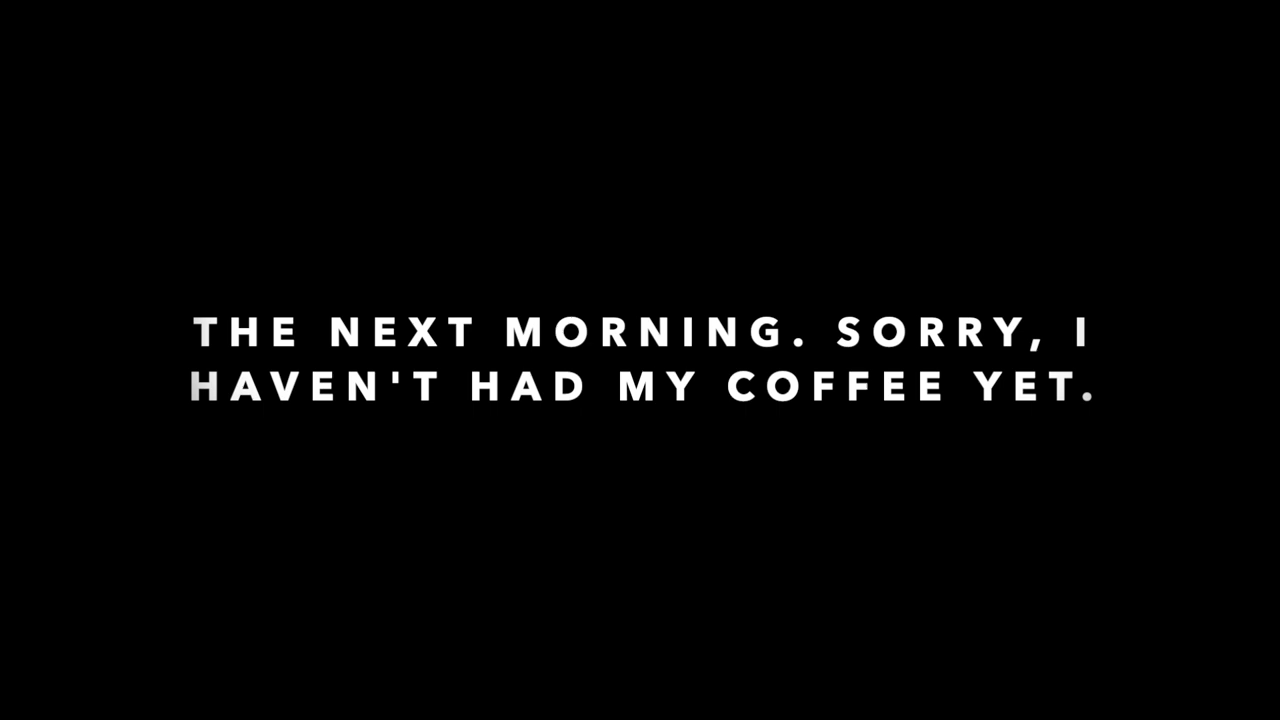 THE NEXT MORNING. SORRY, I
HAVEN'T HAD MY COFFEE YET.